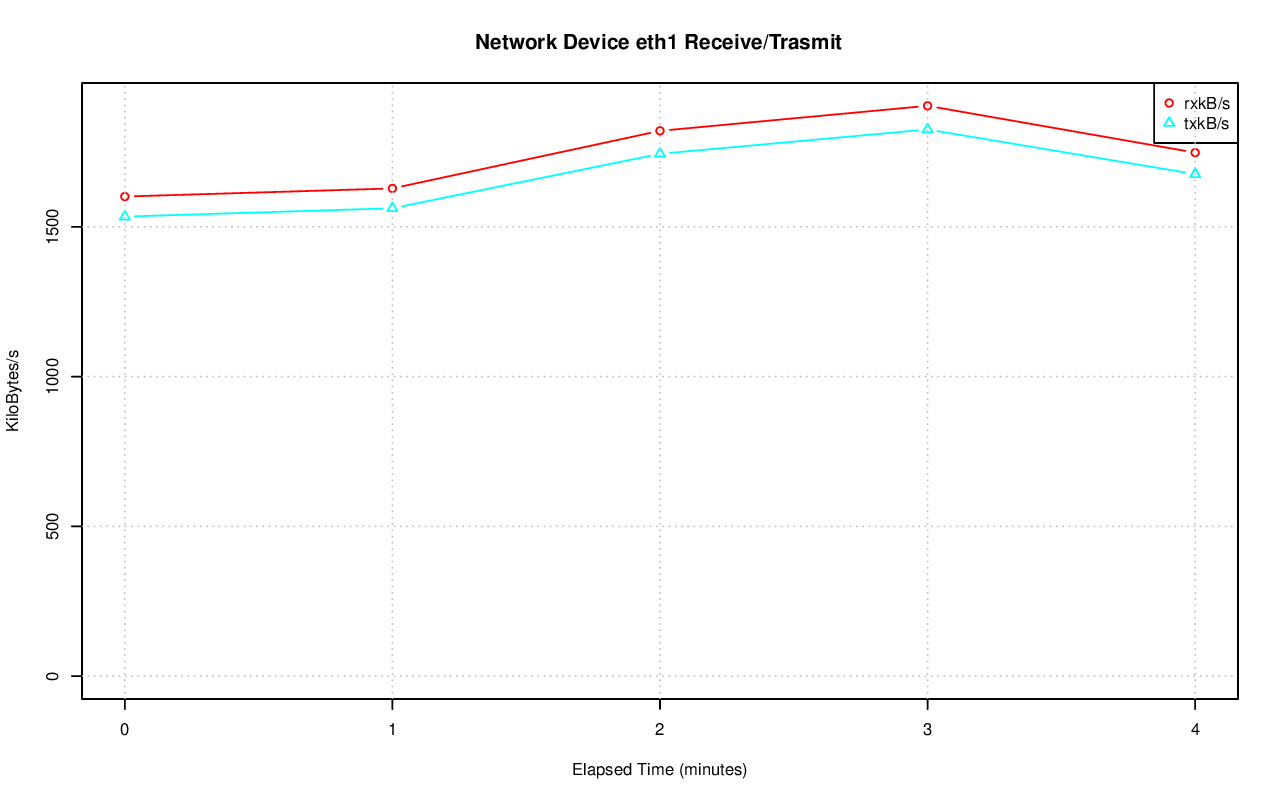 Network Device eth1 Receive/Trasmit
rxkB/s
txkB/s
KiloBytes/s
1500
1000
500
0
0 1 2 3 4
Elapsed Time (minutes)